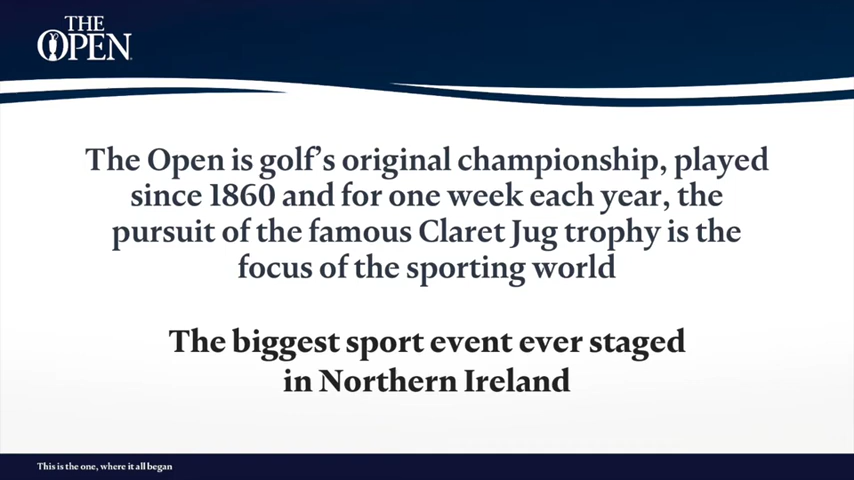 THE
OPEN
The Open is golf's original championship, played
since 1860 and for one week each year, the
pursuit of the famous Claret Jug trophy is the
focus of the sporting world
The biggest sport event ever staged
in Northern Ireland
This is the one, where it all began